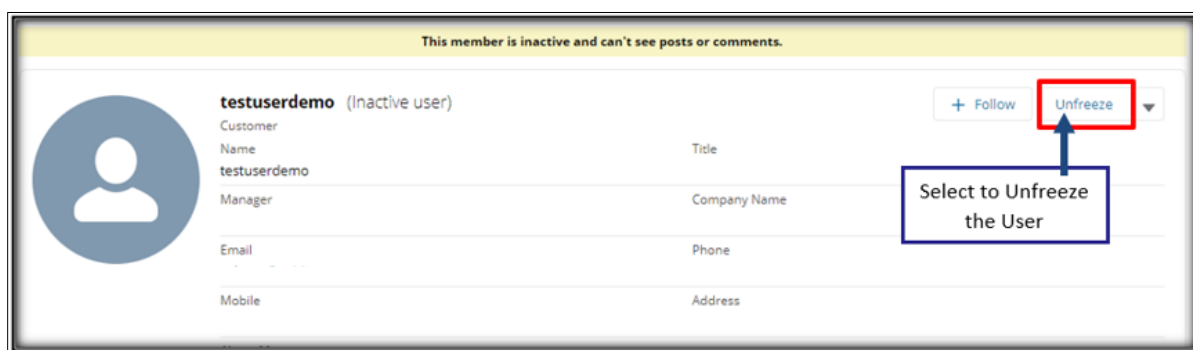 This member is inactive and can't see posts or comments.
testuserdemo (Inactive user)
+ Follow
Unfreeze
Customer
Name
Title
testuserdemo
Select to Unfreeze
the User
Manager
Company Name
Email
Phone
Mobile
Address